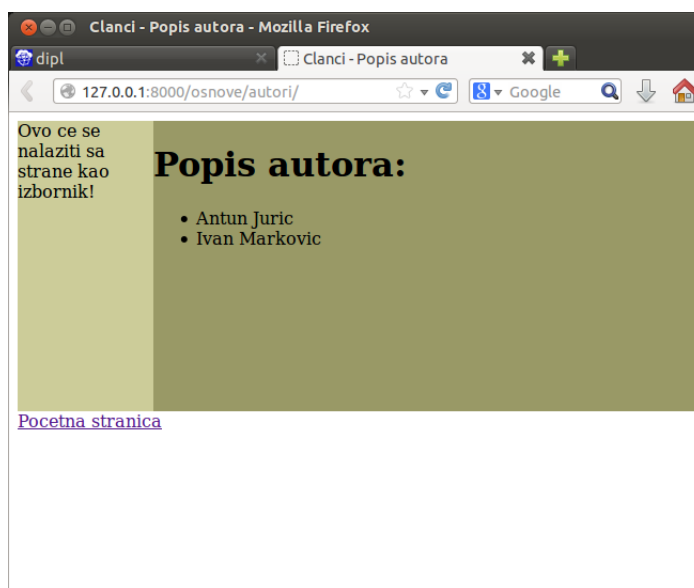 Clanci - Popis autora - Mozilla Firefox
dipl
Clanci - Popis autora
127.0.0.1:8000/osnove/autori/
8
Google
Ovo ce se
nalaziti sa
strane kao
izbornik!
Popis autora:
• Antun Juric
• Ivan Markovic
Pocetna stranica